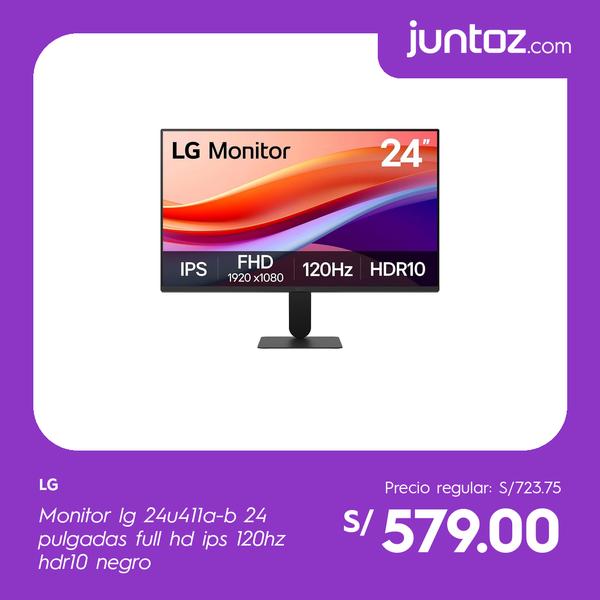 juntoz.com
LG Monitor
24"
IPS
FHD
1920 x1080
120Hz
HDR10
LG
Monitor lg 24u411a-b 24
pulgadas full hd ips 120hz
hdr10 negro
Precio regular: S/723.75
S/ 579.00